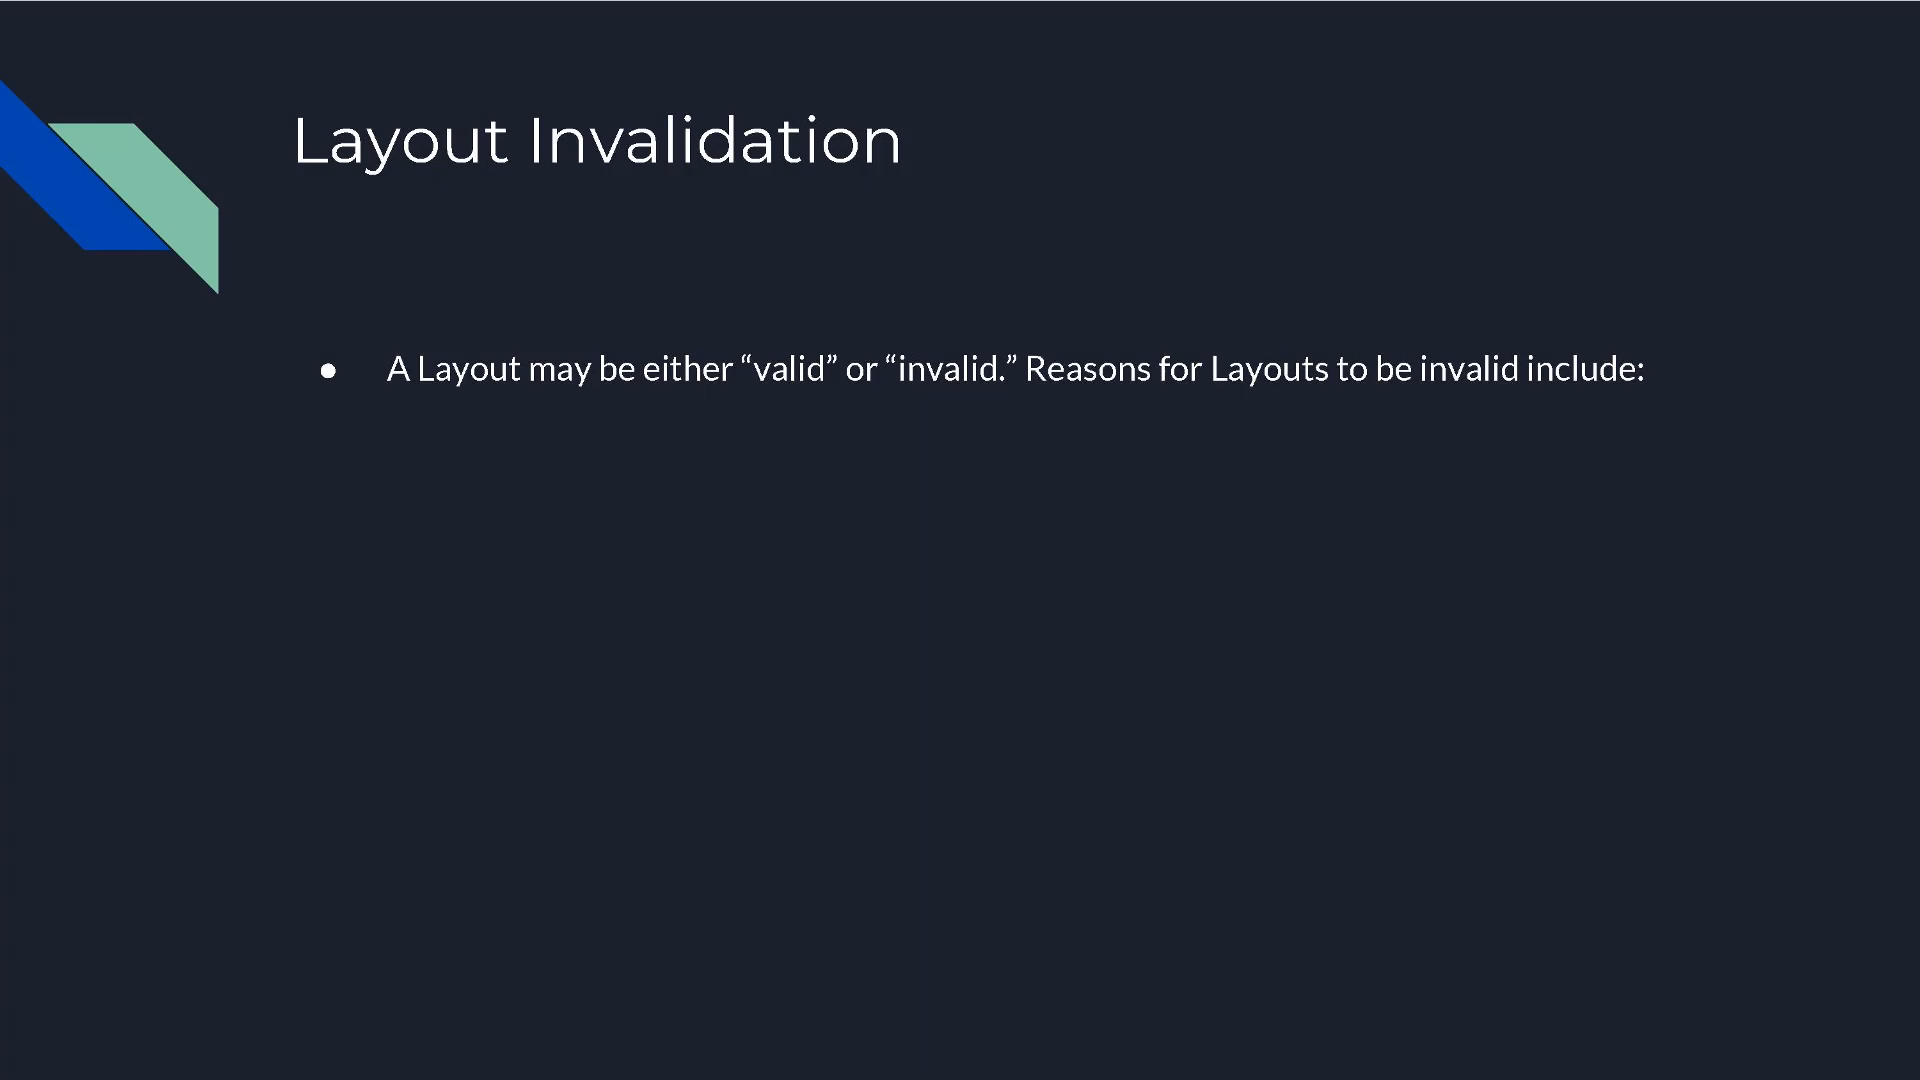 Layout Invalidation
● A Layout may be either “valid” or “invalid.” Reasons for Layouts to be invalid include: